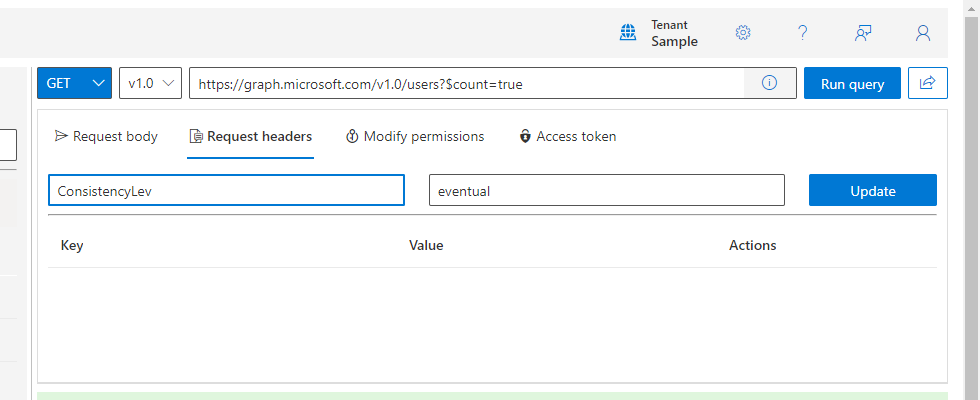 Tenant
Sample
GET v1.0 https://graph.microsoft.com/v1.0/users?$count=true Run query
Request body Request headers Modify permissions Access token
ConsistencyLev eventual Update
Key Value Actions